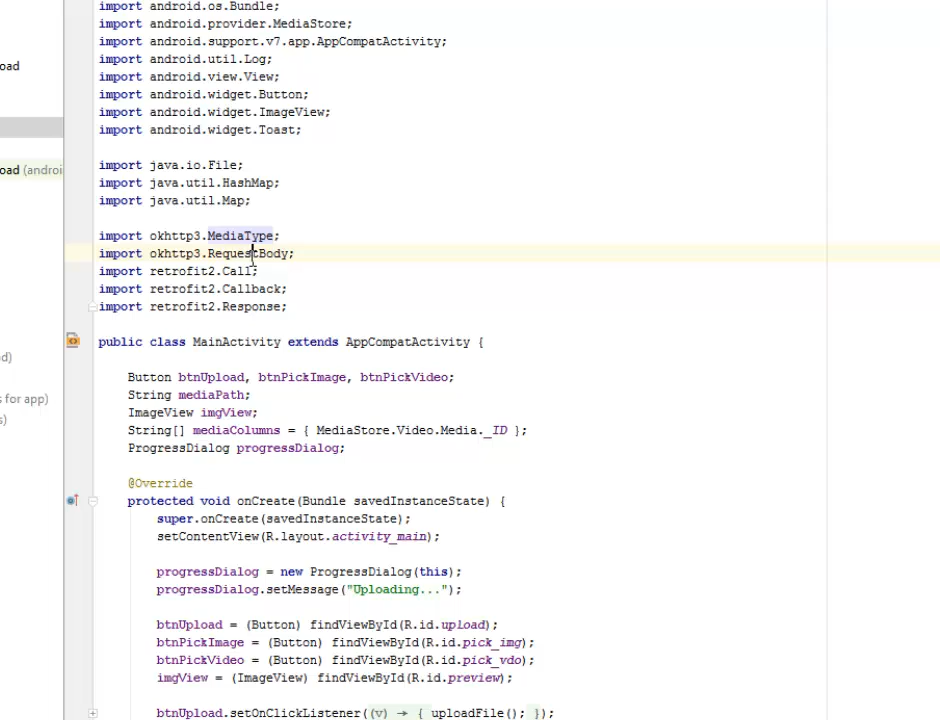 import android.os.Bundle;
import android.provider.MediaStore;
import android.support.v7.app.AppCompatActivity;
import android.util.Log;
oad
import android.view.View;
import android.widget.Button;
import android.widget.ImageView;
import android.widget.Toast;
import java.io.File;
oad (androi
import java.util.HashMap;
import java.util.Map;
import okhttp3.MediaType;
import okhttp3.RequestBody;
import retrofit2.Call;
import retrofit2.Callback;
import retrofit2.Response;
public class MainActivity extends AppCompatActivity {
d)
Button btnUpload, btnPickImage, btnPickVideo;
String mediaPath;
s for app)
ImageView imgView;
s)
String[] mediaColumns = { MediaStore.Video.Media._ID };
ProgressDialog progressDialog;
@Override
protected void onCreate(Bundle savedInstanceState) {
super.onCreate(savedInstanceState);
setContentView(R.layout.activity_main);
progressDialog = new ProgressDialog(this);
progressDialog.setMessage("Uploading...");
btnUpload = (Button) findViewById(R.id.upload);
btnPickImage = (Button) findViewById(R.id.pick_img);
btnPickVideo = (Button) findViewById(R.id.pick_vdo);
imgView = (ImageView) findViewById(R.id.preview);
btnUpload.setOnClickListener((v) → { uploadFile(); });